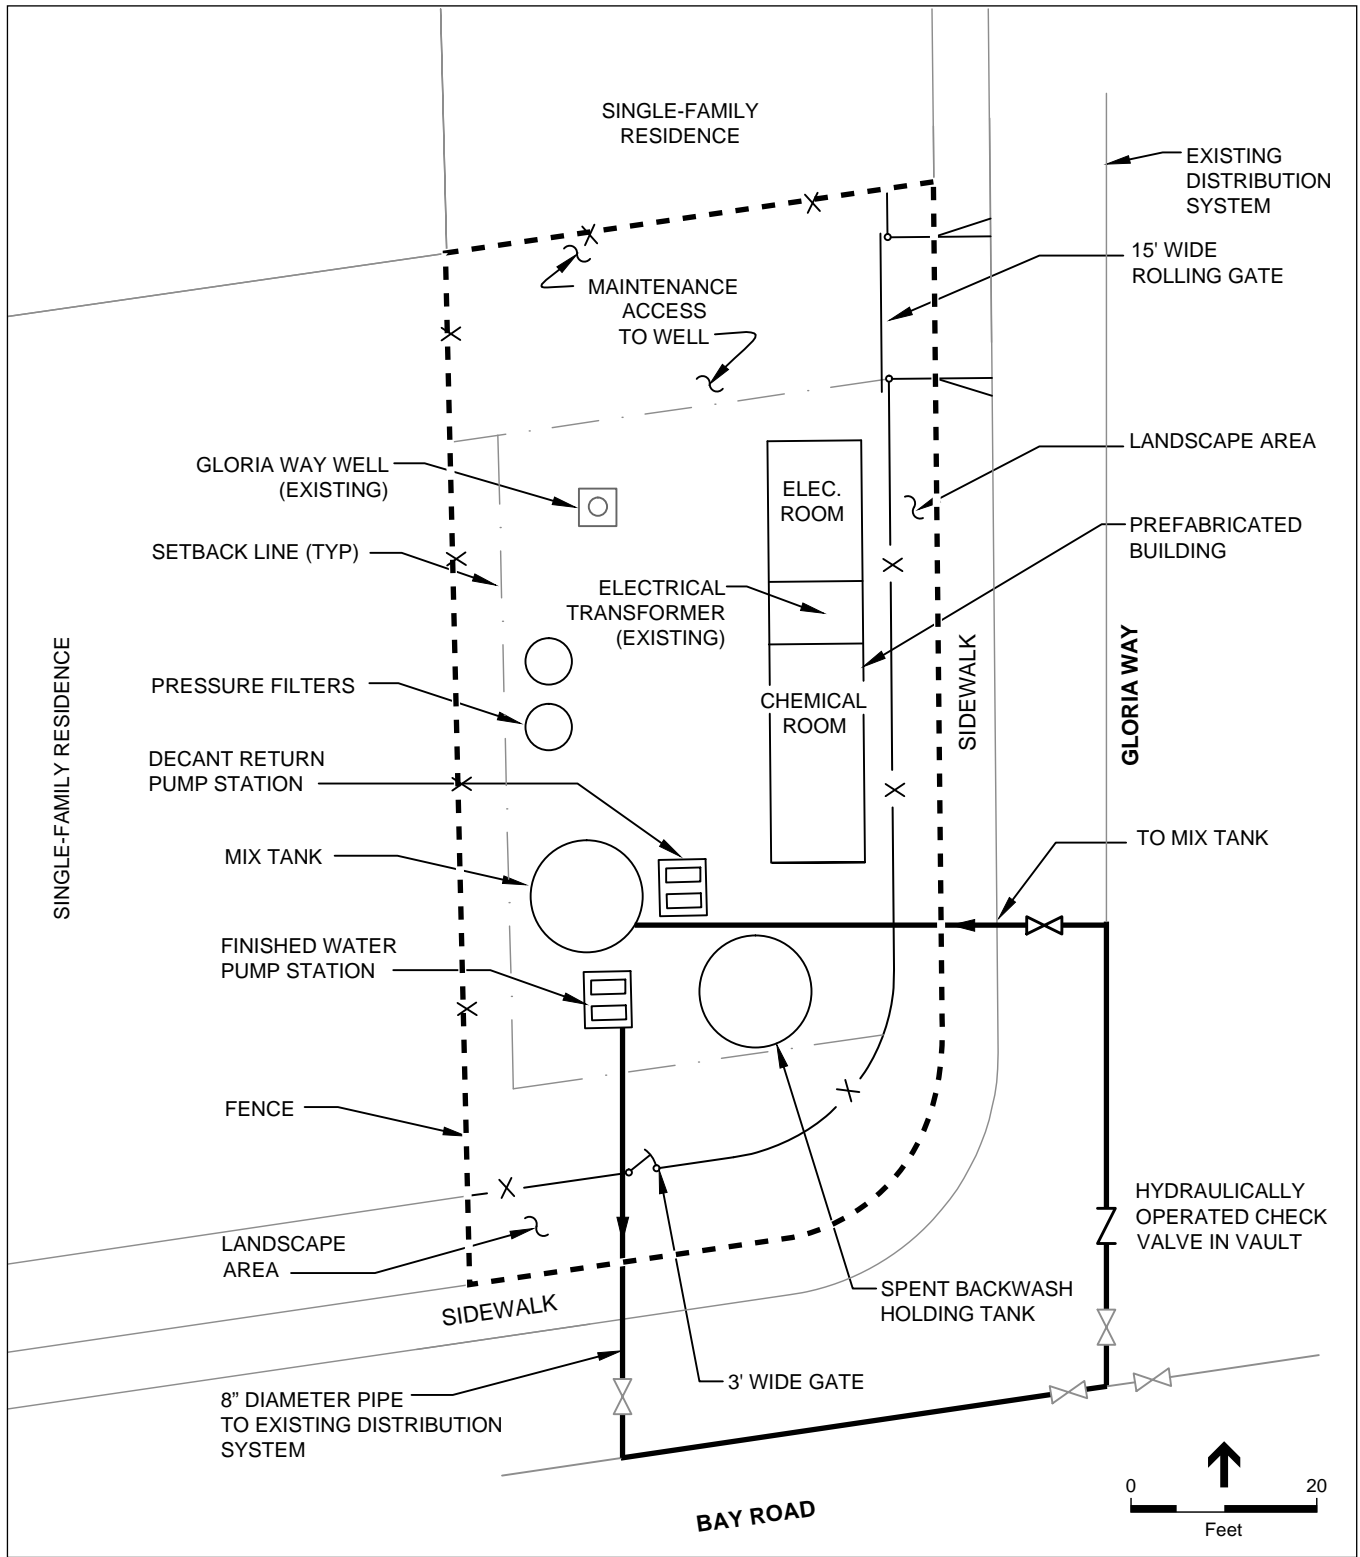 SINGLE-FAMILY
RESIDENCE
EXISTING
DISTRIBUTION
SYSTEM
15' WIDE
ROLLING GATE
MAINTENANCE
ACCESS
TO WELL
LANDSCAPE AREA
GLORIA WAY WELL
(EXISTING)
ELEC.
ROOM
PREFABRICATED
BUILDING
SETBACK LINE (TYP)
ELECTRICAL
TRANSFORMER
(EXISTING)
SINGLE-FAMILY RESIDENCE
SIDEWALK
GLORIA WAY
PRESSURE FILTERS
CHEMICAL
ROOM
DECANT RETURN
PUMP STATION
TO MIX TANK
MIX TANK
FINISHED WATER
PUMP STATION
FENCE
HYDRAULICALLY
OPERATED CHECK
VALVE IN VAULT
LANDSCAPE
AREA
SIDEWALK
SPENT BACKWASH
HOLDING TANK
3' WIDE GATE
8” DIAMETER PIPE
TO EXISTING DISTRIBUTION
SYSTEM
BAY ROAD
0 20
Feet